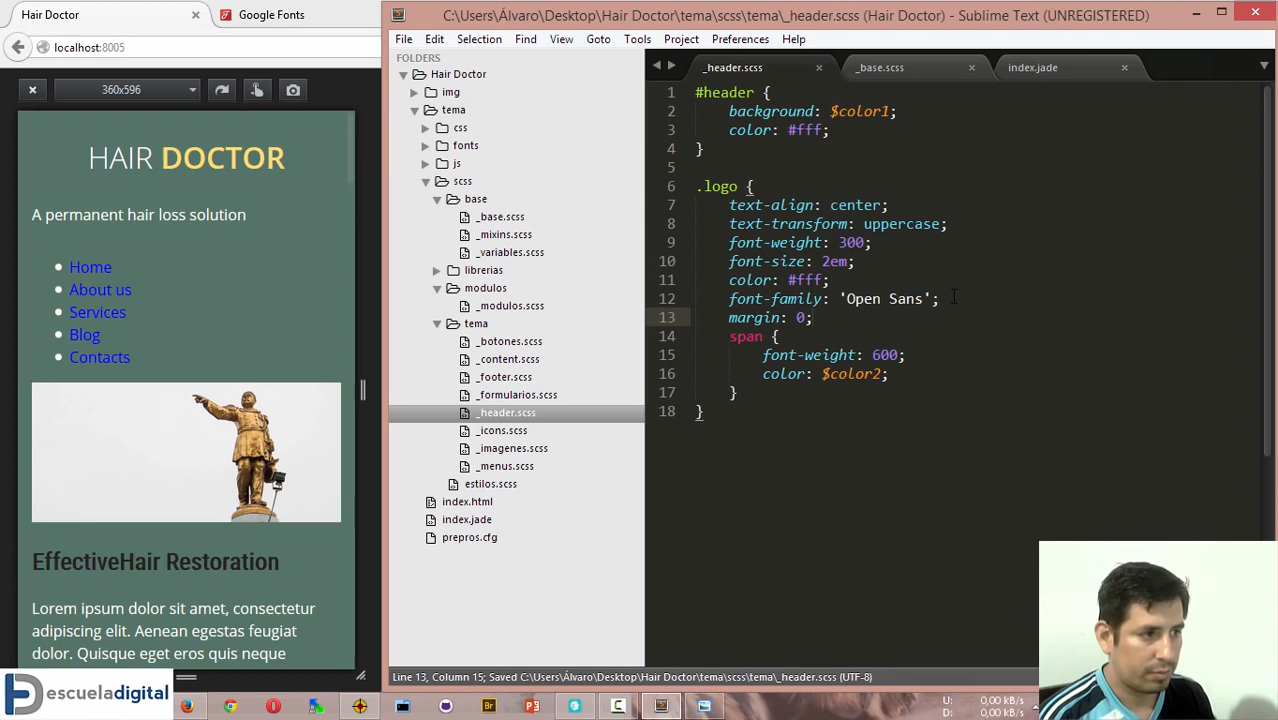 Hair Doctor
Google Fonts
localhost:8005
360x596
HAIR DOCTOR
A permanent hair loss solution
Home
About us
Services
Blog
Contacts
EffectiveHair Restoration
Lorem ipsum dolor sit amet, consectetur
adipiscing elit. Aenean egestas feugiat
dolor. Quisque eget eros quis neque
escueladigital
C:\Users\Álvaro\Desktop\Hair Doctor\tema\scss\tema\_header.scss (Hair Doctor) - Sublime Text (UNREGISTERED)
File Edit Selection Find View Goto Tools Project Preferences Help
FOLDERS
Hair Doctor
img
tema
css
fonts
js
scss
base
_base.scss
_mixins.scss
_variables.scss
librerias
modulos
_modulos.scss
tema
_botones.scss
_content.scss
_footer.scss
_formularios.scss
_header.scss
_icons.scss
_imagenes.scss
_menus.scss
estilos.scss
index.html
index.jade
prepros.cfg
_header.scss _base.scss index.jade
1 #header {
2 background: $color1;
3 color: #fff;
4 }
5
6 .logo {
7 text-align: center;
8 text-transform: uppercase;
9 font-weight: 300;
10 font-size: 2em;
11 color: #fff;
12 font-family: 'Open Sans';
13 margin: 0;
14 span {
15 font-weight: 600;
16 color: $color2;
17 }
18 }
Line 13, Column 15; Saved C:\Users\Álvaro\Desktop\Hair Doctor\tema\scss\tema\_header.scss (UTF-8)
Br
U: 0,00 kB/s
D: 0,00 kB/s